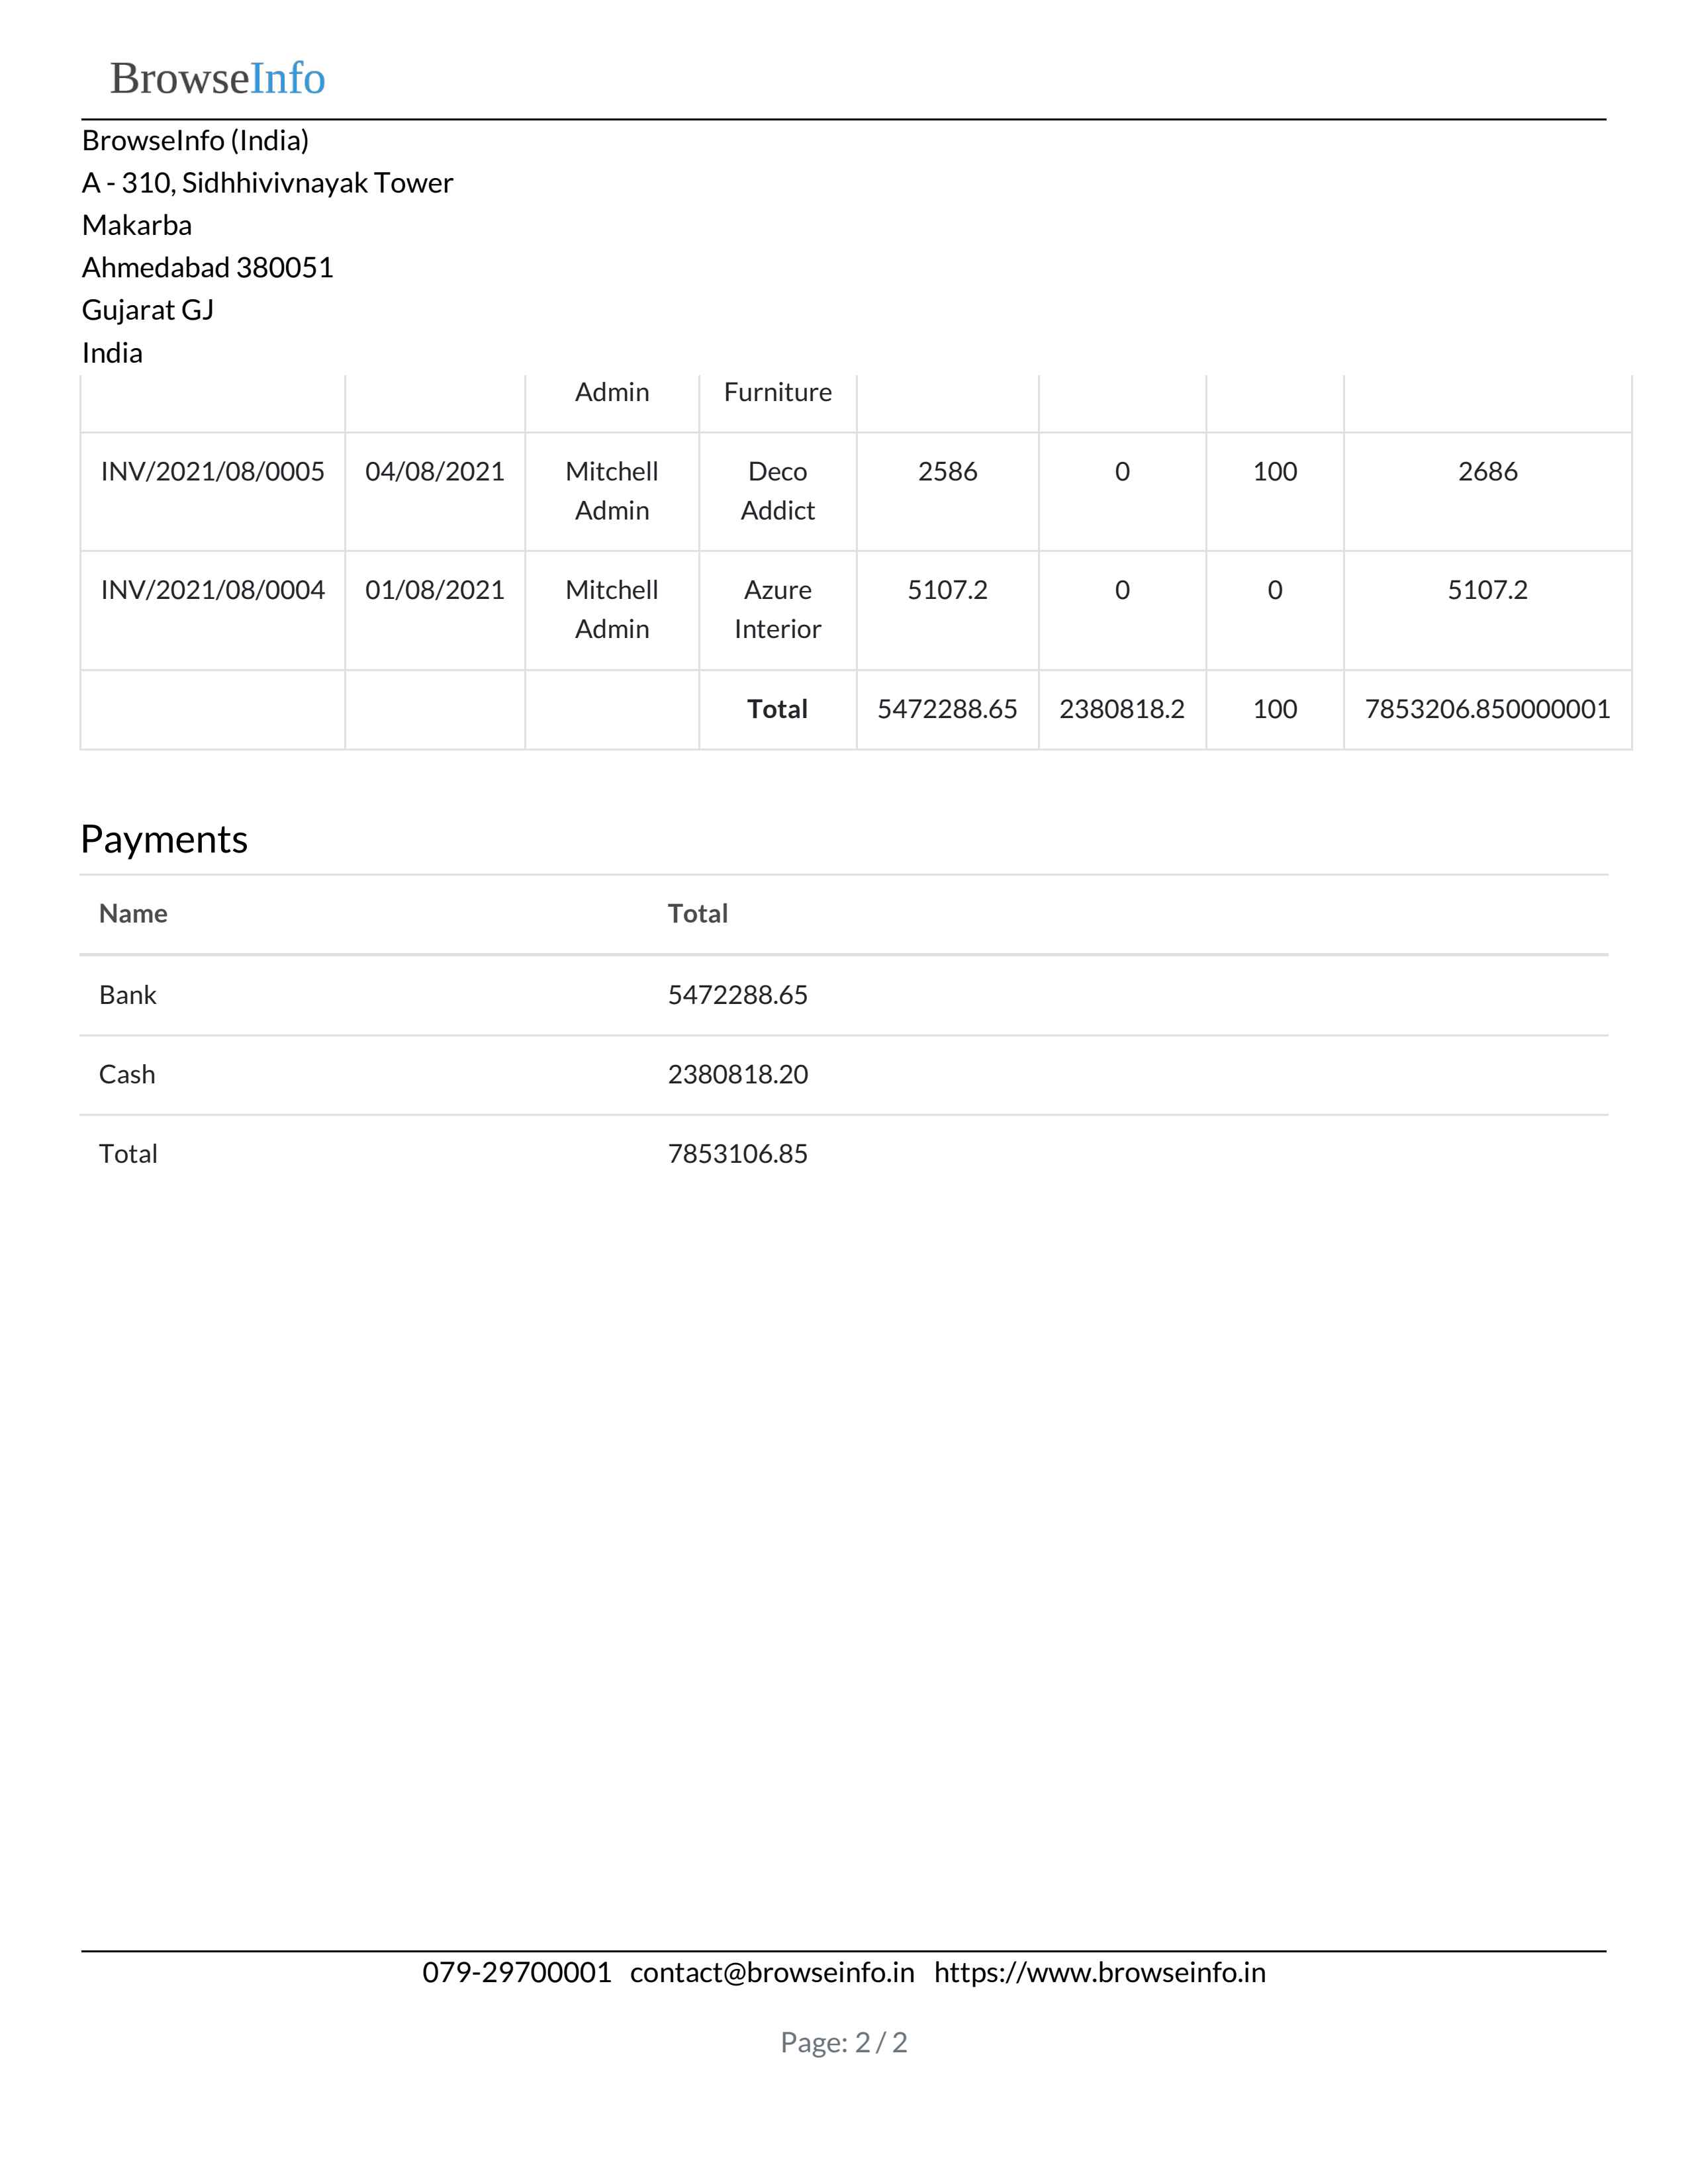 BrowseInfo
BrowseInfo (India)
A - 310, Sidhhivivnayak Tower
Makarba
Ahmedabad 380051
Gujarat GJ
India
Admin Furniture
INV/2021/08/0005 04/08/2021 Mitchell Deco 2586 0 100 2686
Admin Addict
INV/2021/08/0004 01/08/2021 Mitchell Azure 5107.2 0 0 5107.2
Admin Interior
Total 5472288.65 2380818.2 100 7853206.850000001
Payments
Name Total
Bank 5472288.65
Cash 2380818.20
Total 7853106.85
079-29700001 contact@browseinfo.in https://www.browseinfo.in
Page: 2 / 2